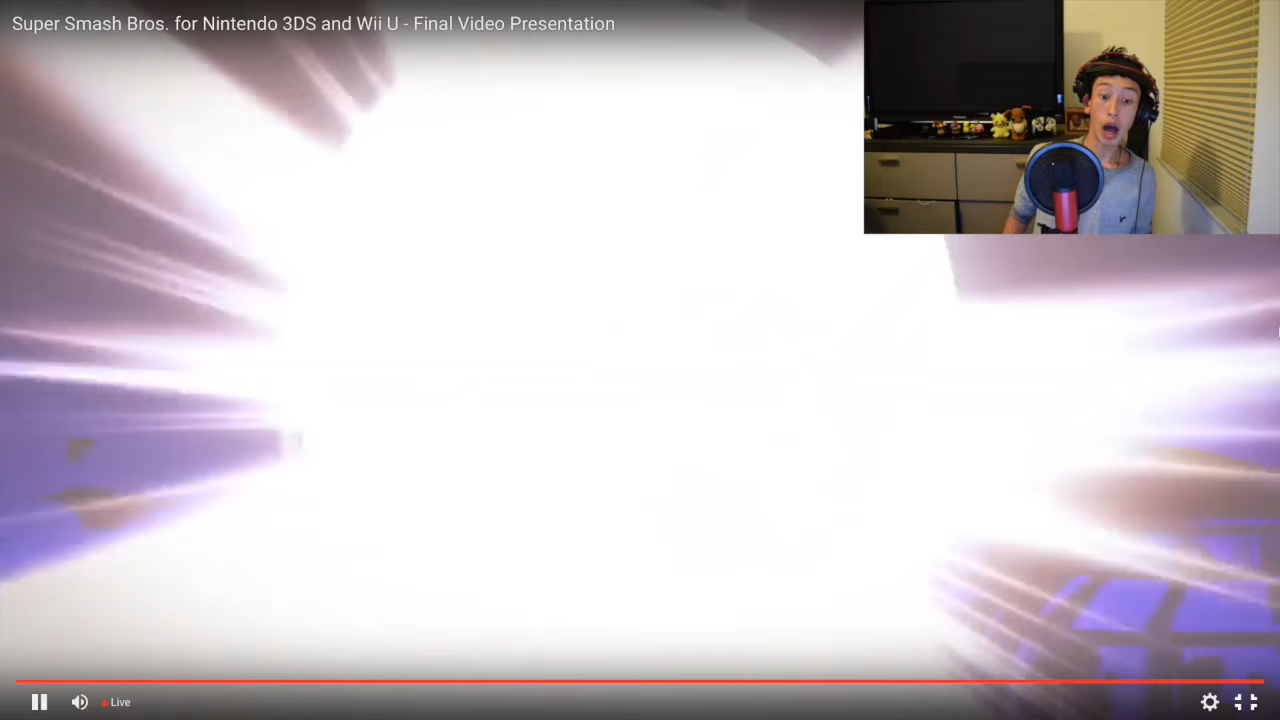 Super Smash Bros. for Nintendo 3DS and Wii U - Final Video Presentation
Live